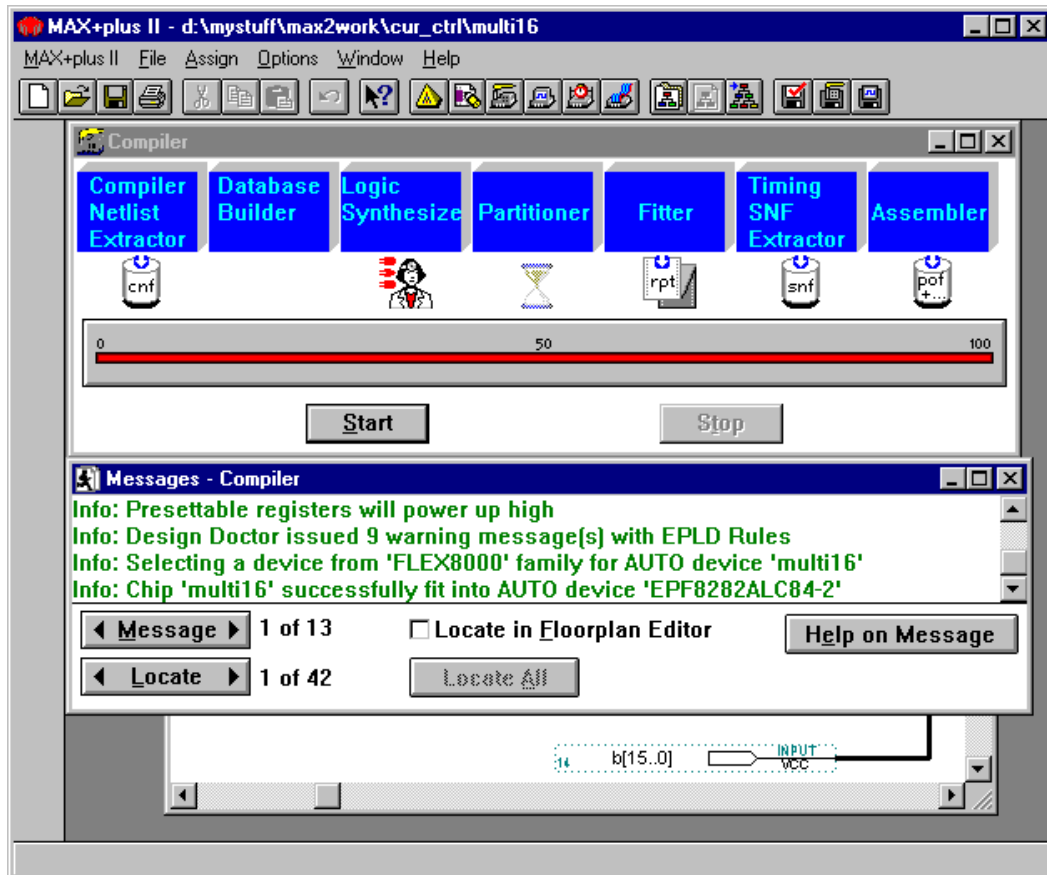 MAX+plus II - d:\mystuff\max2work\cur_ctrl\multi16
MAX+plus II File Assign Options Window Help
Compiler
Compiler Netlist Extractor
Database Builder
Logic Synthesize
Partitioner
Fitter
Timing SNF Extractor
Assembler
cnf
rpt
snf
pof +...
0 50 100
Start Stop
Messages - Compiler
Info: Presettable registers will power up high
Info: Design Doctor issued 9 warning message(s) with EPLD Rules
Info: Selecting a device from 'FLEX8000' family for AUTO device 'multi16'
Info: Chip 'multi16' successfully fit into AUTO device 'EPF8282ALC84-2'
Message 1 of 13 Locate in Floorplan Editor Help on Message
Locate 1 of 42 Locate All
14 b[15..0] INPUT
VCC